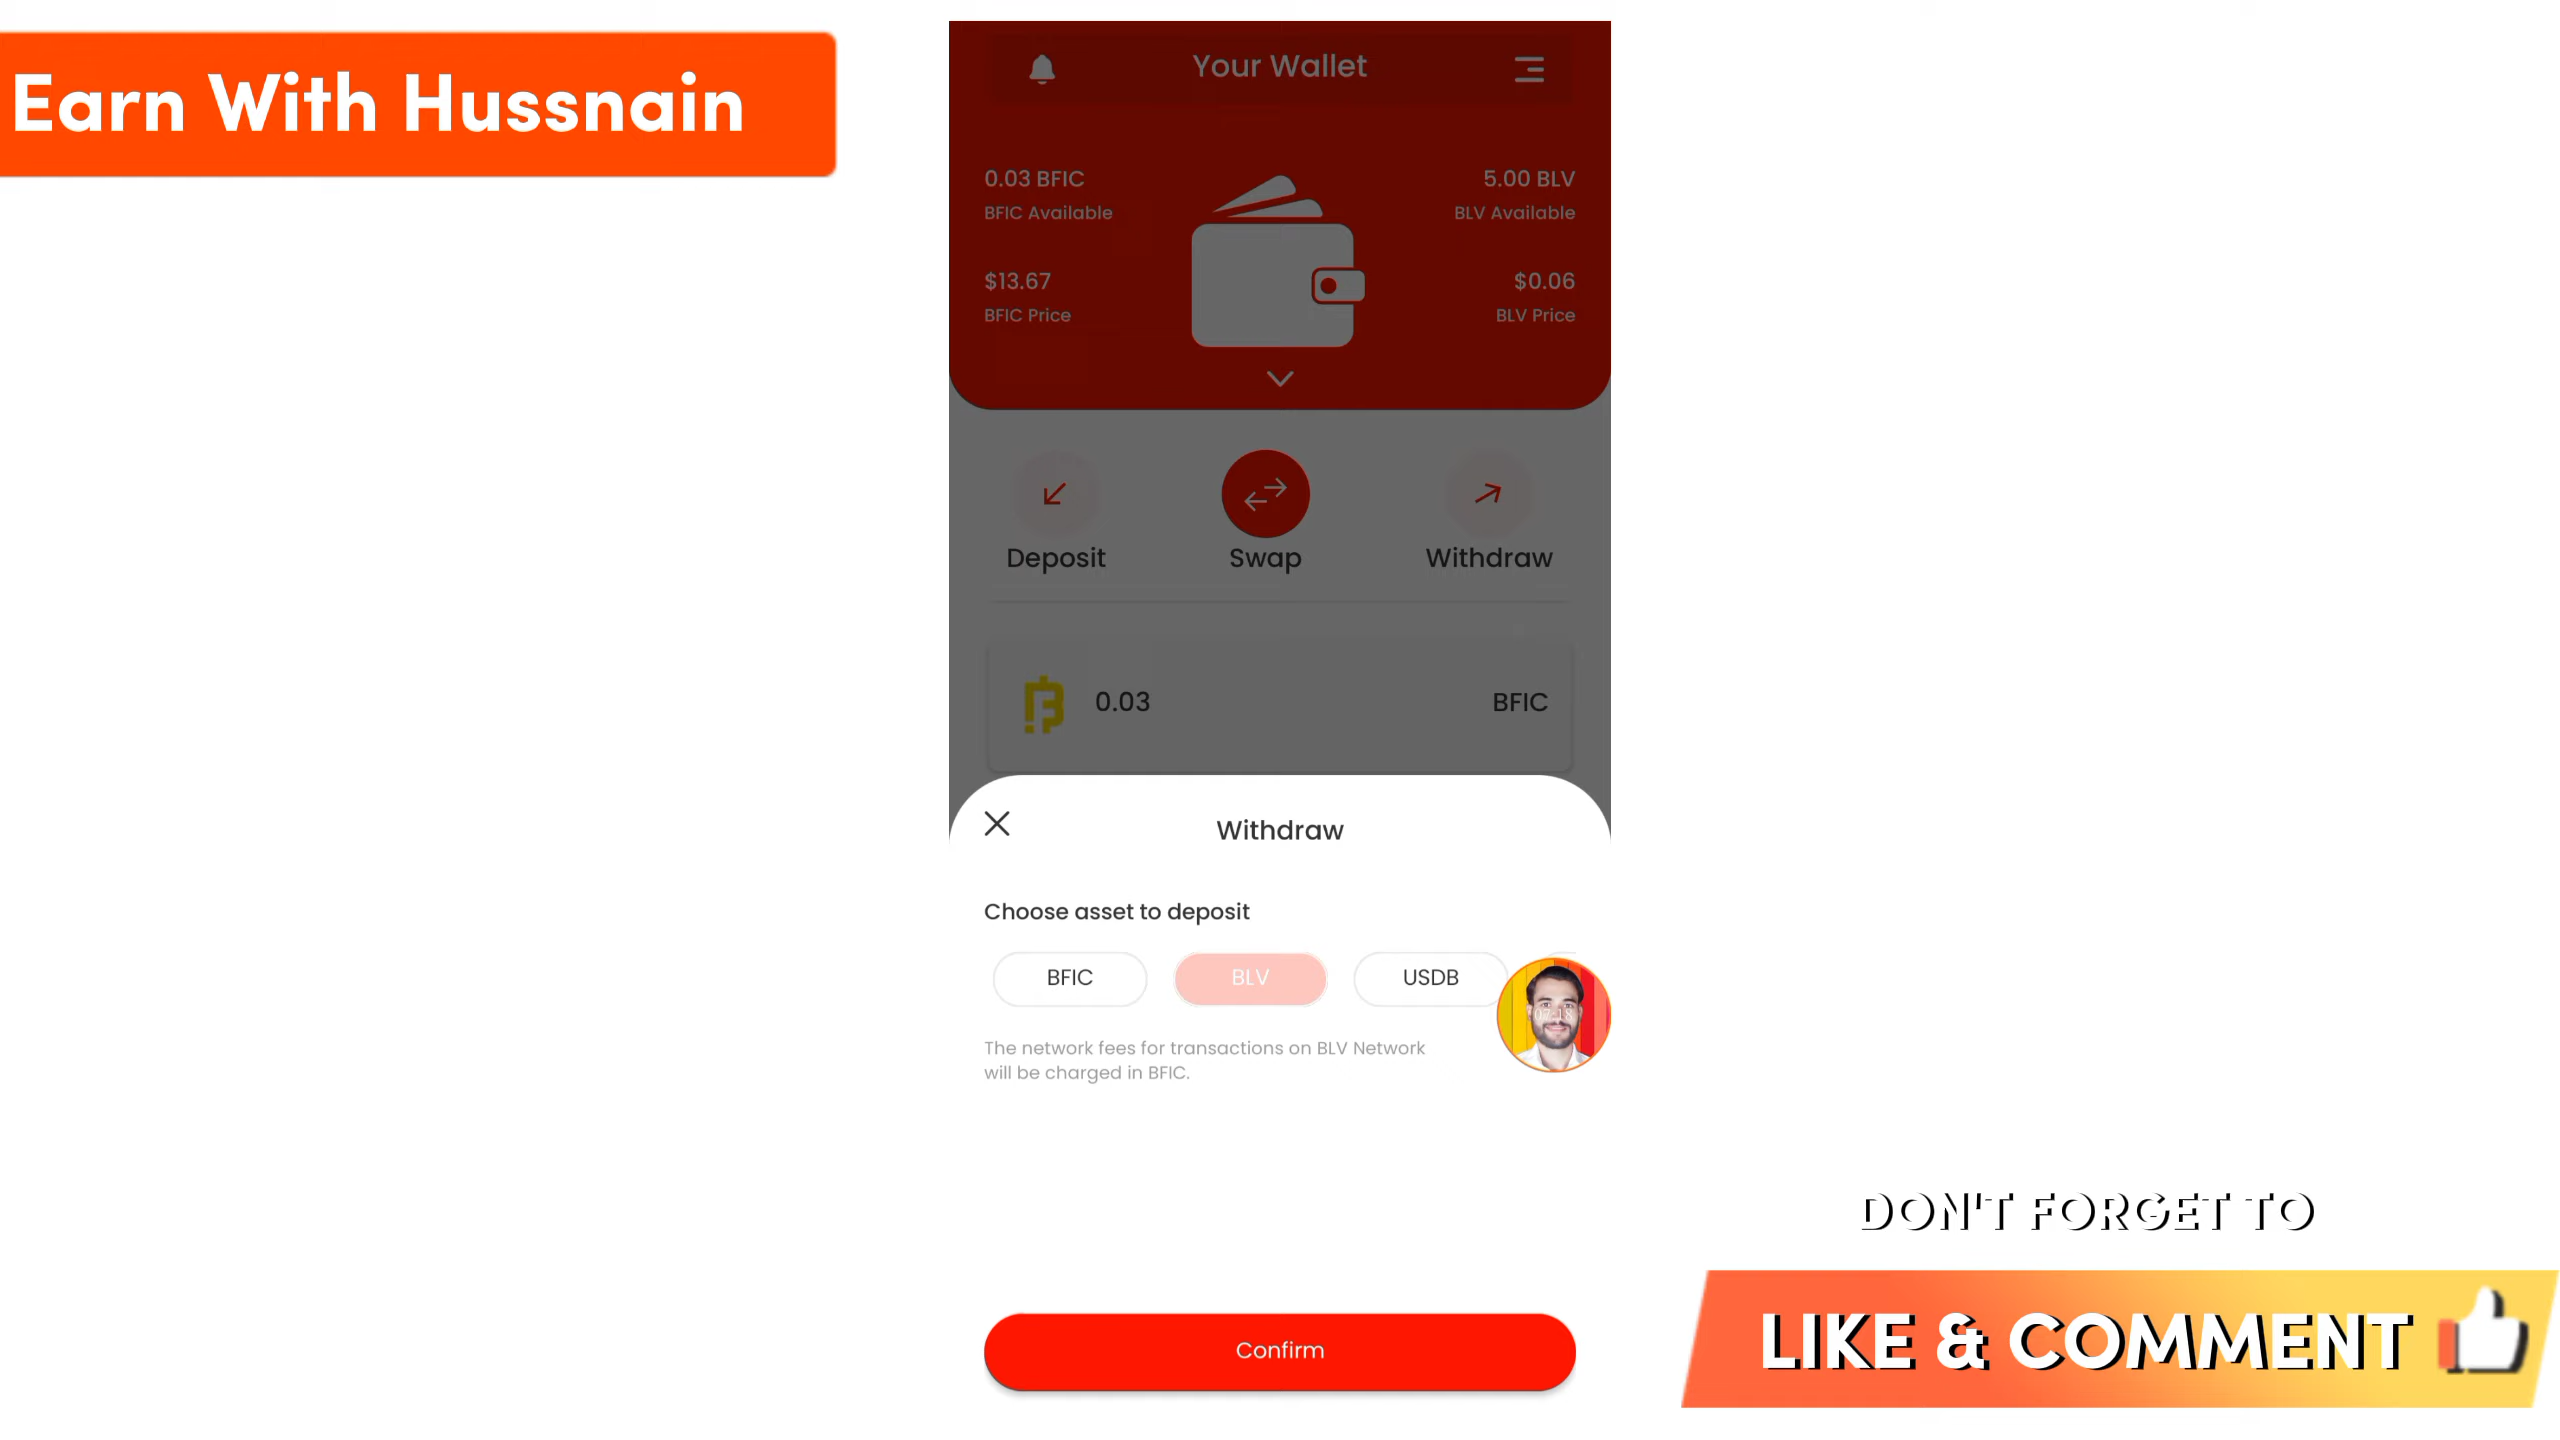 Earn With Hussnain
Your Wallet
0.03 BFIC
BFIC Available
5.00 BLV
BLV Available
$13.67
BFIC Price
$0.06
BLV Price
Deposit
Swap
Withdraw
0.03
BFIC
Withdraw
Choose asset to deposit
BFIC
BLV
USDB
07:18
The network fees for transactions on BLV Network
will be charged in BFIC.
Confirm
DON'T FORGET TO
LIKE & COMMENT